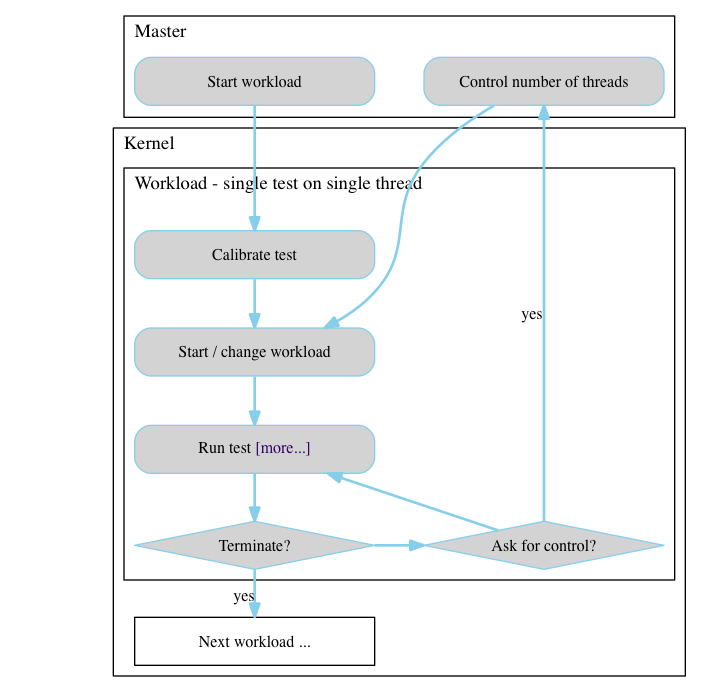 Master
Start workload
Control number of threads
Kernel
Workload - single test on single thread
Calibrate test
yes
Start / change workload
Run test [more...]
Terminate?
Ask for control?
yes
Next workload ...